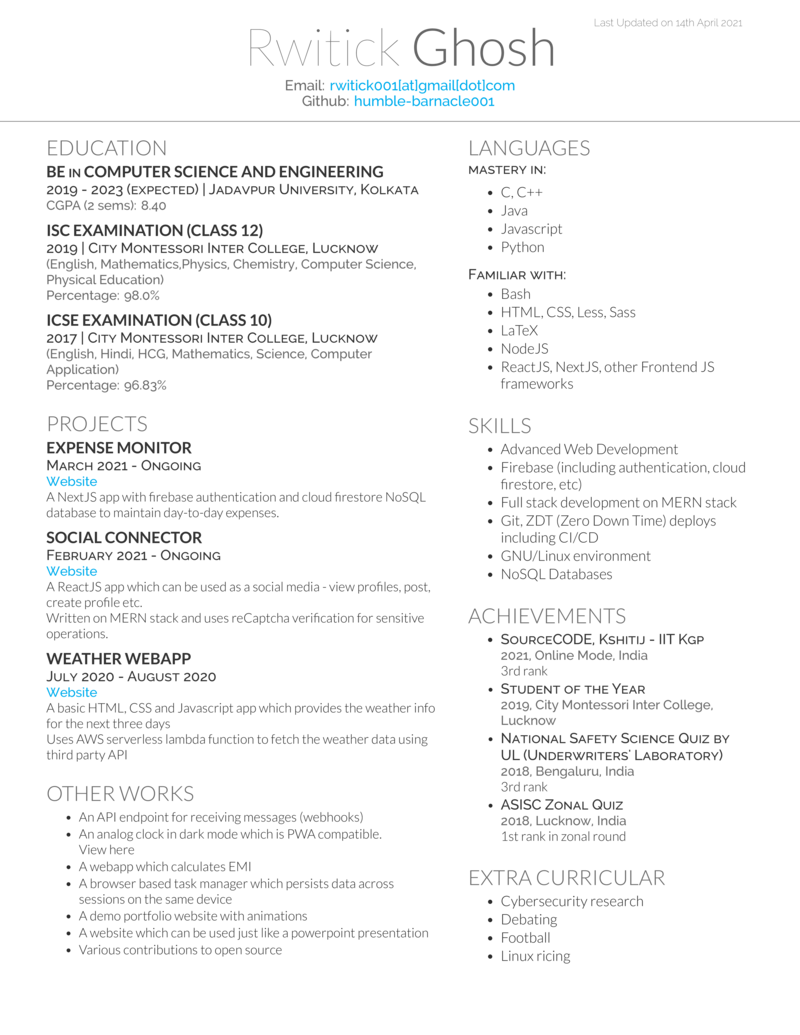 Last Updated on 14th April 2021
Rwitick Ghosh
Email: rwitick001[at]gmail[dot]com
Github: humble-barnacle001
EDUCATION
BE IN COMPUTER SCIENCE AND ENGINEERING
2019 - 2023 (EXPECTED) | JADAVPUR UNIVERSITY, KOLKATA
CGPA (2 sems): 8.40
ISC EXAMINATION (CLASS 12)
2019 | CITY MONTESSORI INTER COLLEGE, LUCKNOW
(English, Mathematics,Physics, Chemistry, Computer Science,
Physical Education)
Percentage: 98.0%
ICSE EXAMINATION (CLASS 10)
2017 | CITY MONTESSORI INTER COLLEGE, LUCKNOW
(English, Hindi, HCG, Mathematics, Science, Computer
Application)
Percentage: 96.83%
PROJECTS
EXPENSE MONITOR
MARCH 2021 - ONGOING
Website
A NextJS app with firebase authentication and cloud firestore NoSQL
database to maintain day-to-day expenses.
SOCIAL CONNECTOR
FEBRUARY 2021 - ONGOING
Website
A ReactJS app which can be used as a social media - view profiles, post,
create profile etc.
Written on MERN stack and uses reCaptcha verification for sensitive
operations.
WEATHER WEBAPP
JULY 2020 - AUGUST 2020
Website
A basic HTML, CSS and Javascript app which provides the weather info
for the next three days
Uses AWS serverless lambda function to fetch the weather data using
third party API
OTHER WORKS
• An API endpoint for receiving messages (webhooks)
• An analog clock in dark mode which is PWA compatible.
View here
• A webapp which calculates EMI
• A browser based task manager which persists data across
sessions on the same device
• A demo portfolio website with animations
• A website which can be used just like a powerpoint presentation
• Various contributions to open source
LANGUAGES
MASTERY IN:
• C, C++
• Java
• Javascript
• Python
FAMILIAR WITH:
• Bash
• HTML, CSS, Less, Sass
• LaTeX
• NodeJS
• ReactJS, NextJS, other Frontend JS
frameworks
SKILLS
• Advanced Web Development
• Firebase (including authentication, cloud
firestore, etc)
• Full stack development on MERN stack
• Git, ZDT (Zero Down Time) deploys
including CI/CD
• GNU/Linux environment
• NoSQL Databases
ACHIEVEMENTS
• SOURCECODE, KSHITIJ - IIT KGP
2021, Online Mode, India
3rd rank
• STUDENT OF THE YEAR
2019, City Montessori Inter College,
Lucknow
• NATIONAL SAFETY SCIENCE QUIZ BY
UL (UNDERWRITERS' LABORATORY)
2018, Bengaluru, India
3rd rank
• ASISC ZONAL QUIZ
2018, Lucknow, India
1st rank in zonal round
EXTRA CURRICULAR
• Cybersecurity research
• Debating
• Football
• Linux ricing